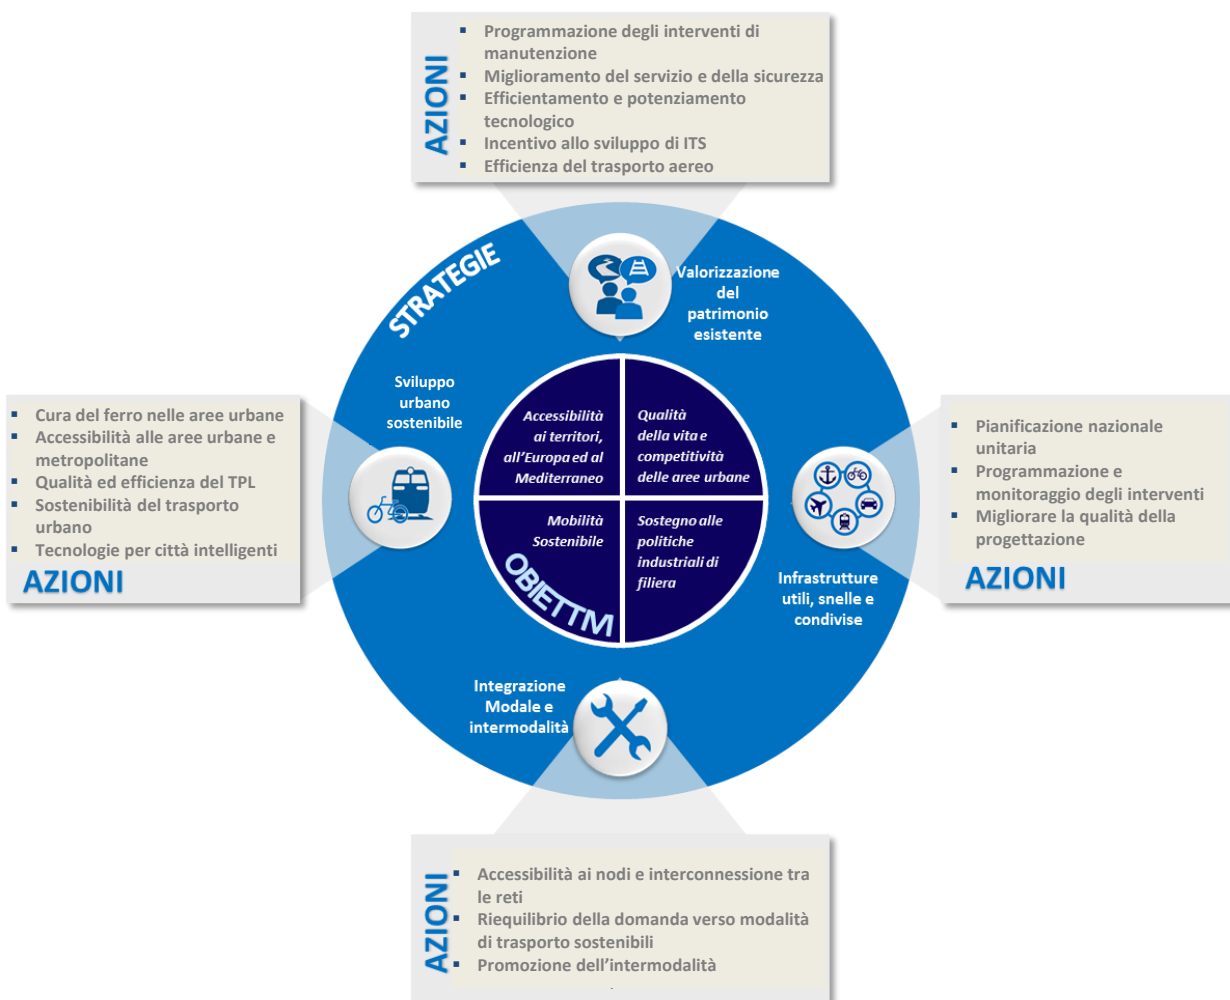 AZIONI
▪ Programmazione degli interventi di
manutenzione
▪ Miglioramento del servizio e della sicurezza
▪ Efficientamento e potenziamento
tecnologico
▪ Incentivo allo sviluppo di ITS
▪ Efficienza del trasporto aereo
STRATEGIE
Valorizzazione
del
patrimonio
esistente
Sviluppo
urbano
sostenibile
▪ Cura del ferro nelle aree urbane
▪ Accessibilità alle aree urbane e
metropolitane
▪ Qualità ed efficienza del TPL
▪ Sostenibilità del trasporto
urbano
▪ Tecnologie per città intelligenti
AZIONI
Accessibilità
ai territori,
all'Europa ed al
Mediterraneo
Qualità
della vita e
competitività
delle aree urbane
Mobilità
Sostenibile
Sostegno alle
politiche
industriali di
filiera
OBIETTM
▪ Pianificazione nazionale
unitaria
▪ Programmazione e
monitoraggio degli interventi
▪ Migliorare la qualità della
progettazione
AZIONI
Infrastrutture
utili, snelle e
condivise
Integrazione
Modale e
intermodalità
AZIONI
▪ Accessibilità ai nodi e interconnessione tra
le reti
▪ Riequilibrio della domanda verso modalità
di trasporto sostenibili
▪ Promozione dell'intermodalità